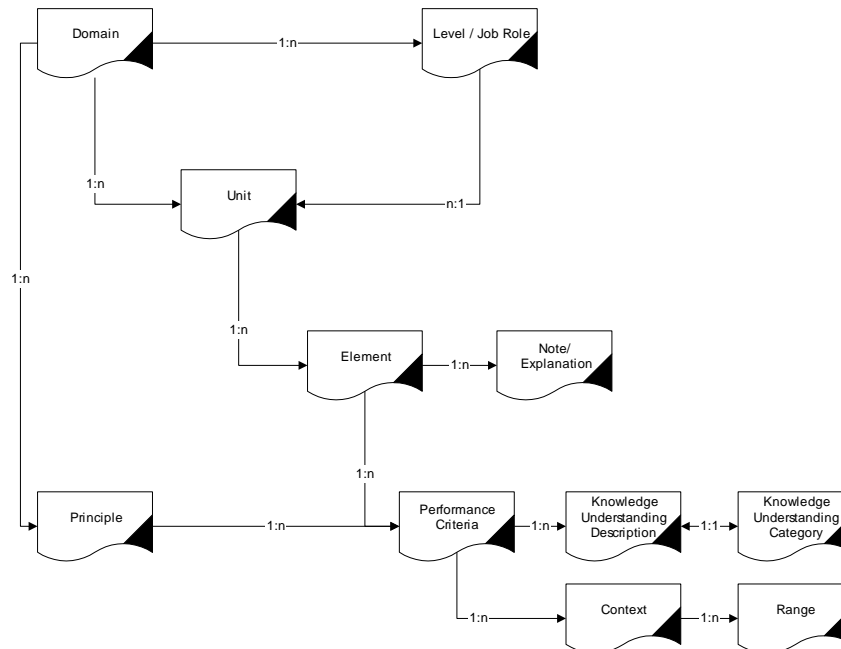 Domain
1:n
Level / Job Role
1:n
Unit
n:1
1:n
1:n
Element
1:n
Note/
Explanation
1:n
Principle
1:n
Performance
Criteria
1:n
Knowledge
Understanding
Description
1:1
Knowledge
Understanding
Category
1:n
Context
1:n
Range